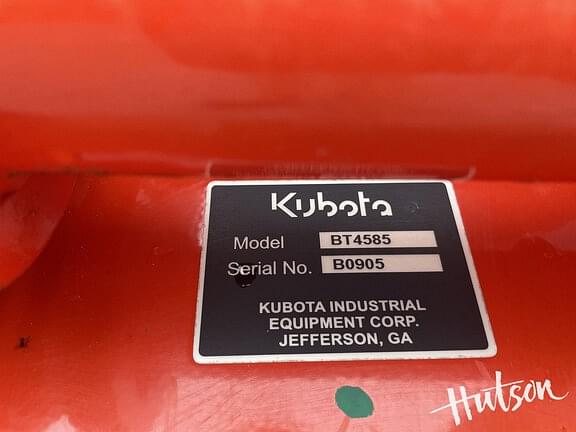 Kubota
Model BT4585
Serial No. B0905
KUBOTA INDUSTRIAL
EQUIPMENT CORP.
JEFFERSON, GA
Hutson